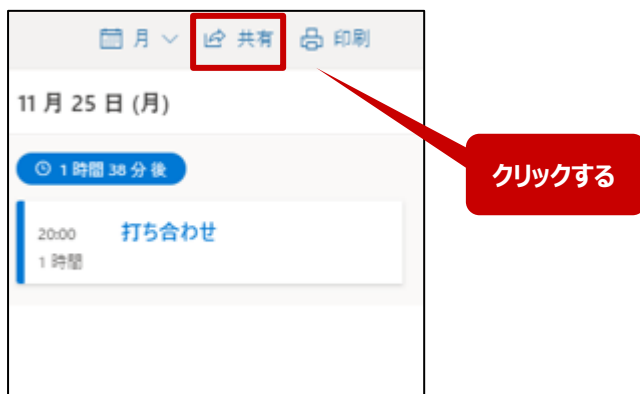 月 共有 印刷
11 月 25 日 (月)
1 時間 38 分後
20:00 打ち合わせ
1 時間
クリックする